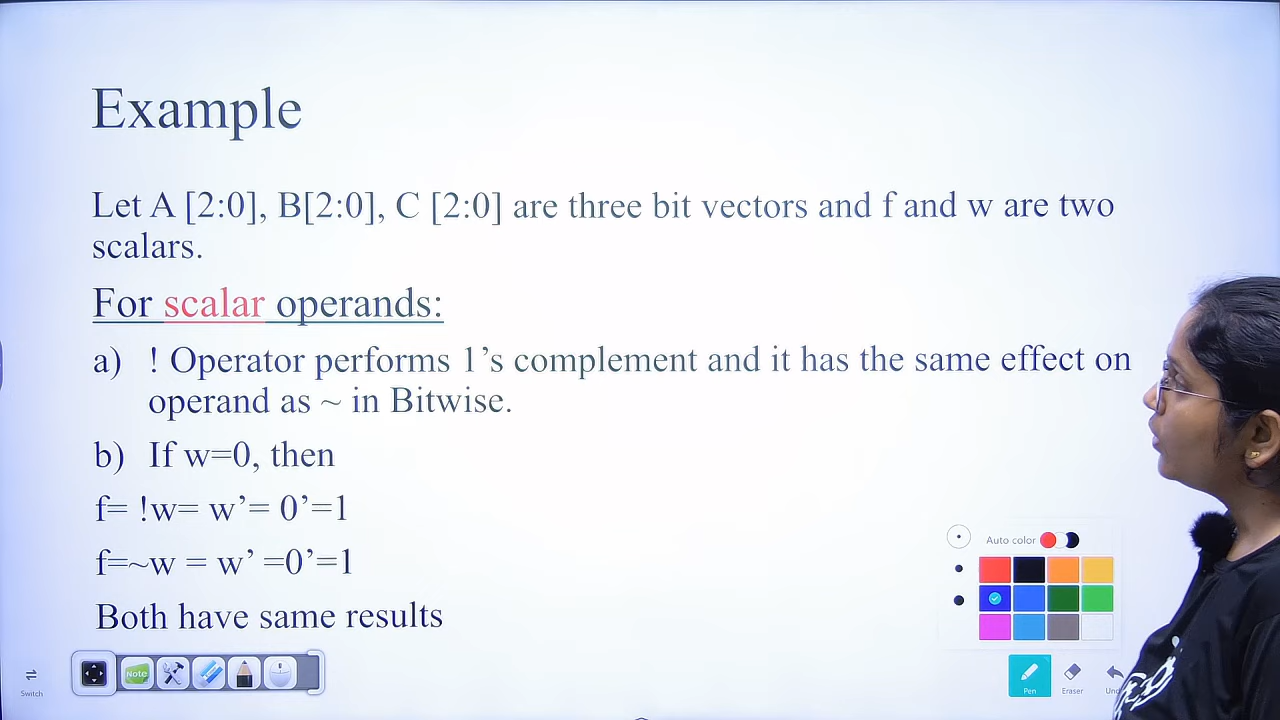 Example
Let A [2:0], B[2:0], C [2:0] are three bit vectors and f and w are two
scalars.
For scalar operands:
a) ! Operator performs 1’s complement and it has the same effect on
operand as ~ in Bitwise.
b) If w=0, then
f= !w= w’= 0’=1
f=~w = w’ =0’=1
Both have same results
Auto color
Note
Switch
Pen
Eraser